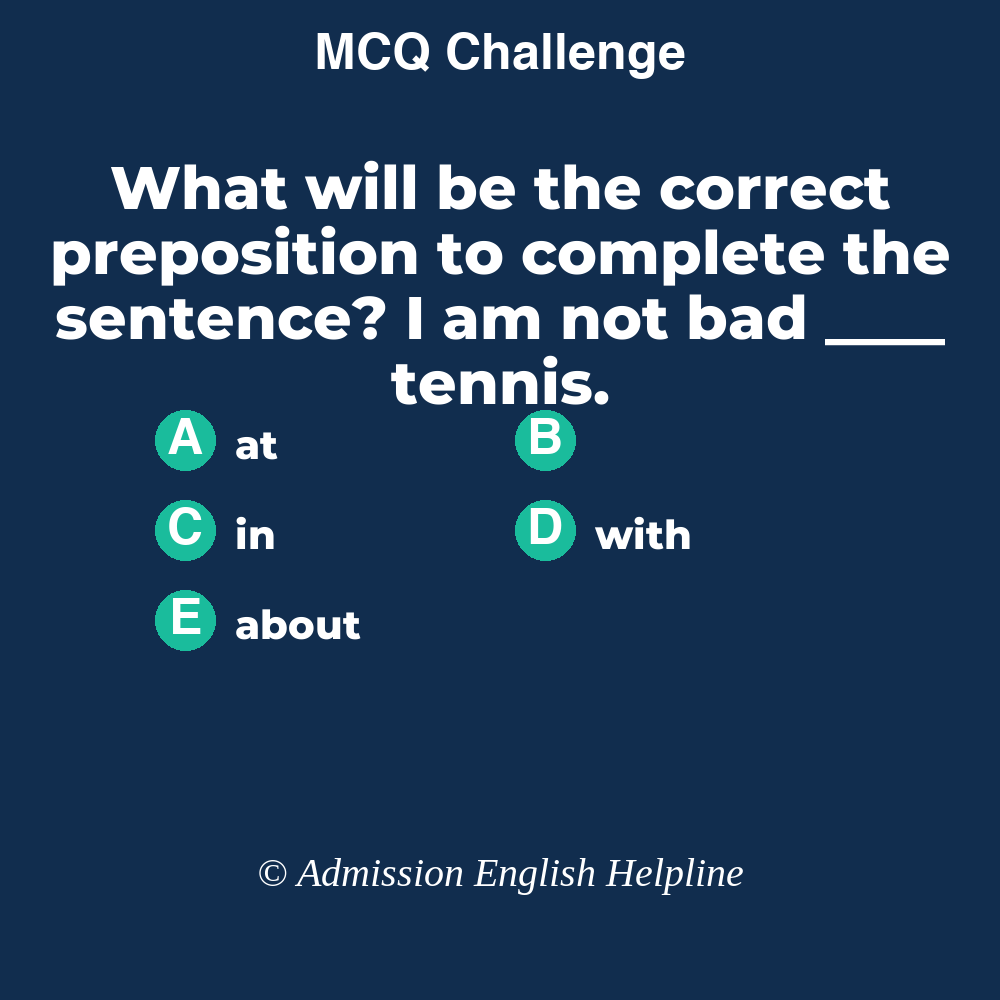 MCQ Challenge
What will be the correct
preposition to complete the
sentence? I am not bad ____
tennis.
A at
B
C in
D with
E about
© Admission English Helpline